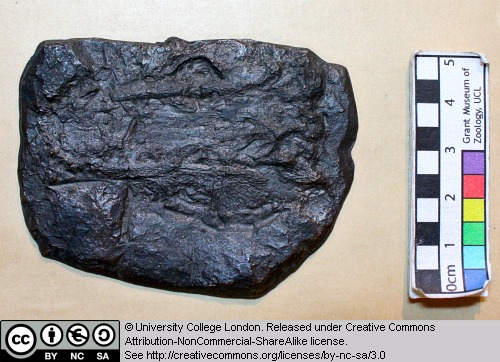 Grant Museum of
Zoology, UCL
0cm 1 2 3 4 5
cc
BY NC SA
© University College London. Released under Creative Commons
Attribution-NonCommercial-ShareAlike license.
See http://creativecommons.org/licenses/by-nc-sa/3.0